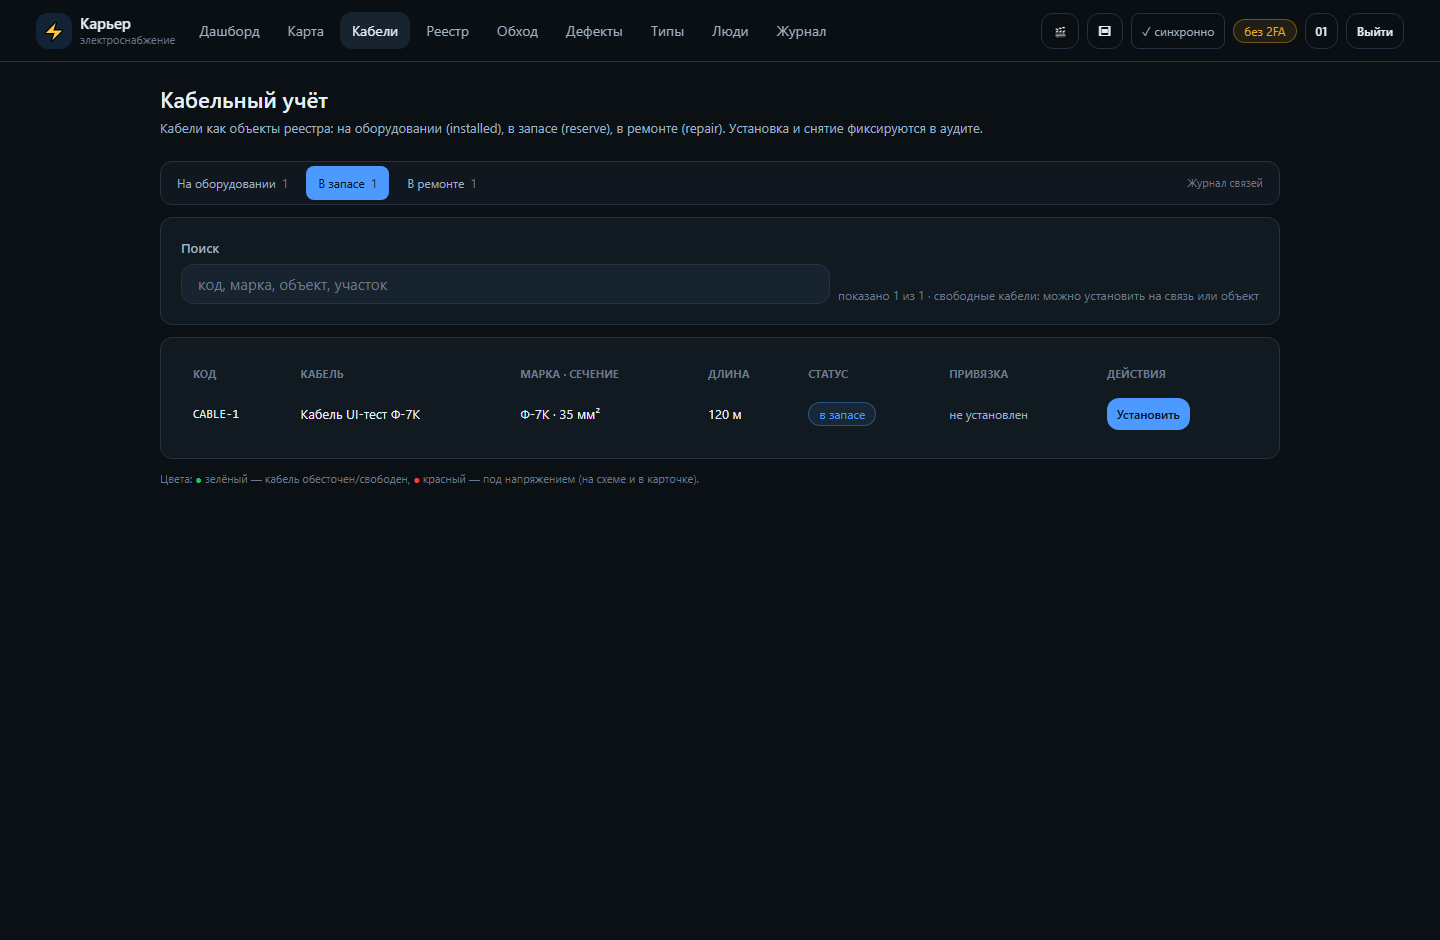 Карьер
электроснабжение
Дашборд Карта Кабели Реестр Обход Дефекты Типы Люди Журнал
✓ синхронно без 2FA 01 Выйти
Кабельный учёт
Кабели как объекты реестра: на оборудовании (installed), в запасе (reserve), в ремонте (repair). Установка и снятие фиксируются в аудите.
На оборудовании 1 В запасе 1 В ремонте 1 Журнал связей
Поиск
код, марка, объект, участок
показано 1 из 1 · свободные кабели: можно установить на связь или объект
КОД КАБЕЛЬ МАРКА · СЕЧЕНИЕ ДЛИНА СТАТУС ПРИВЯЗКА ДЕЙСТВИЯ
CABLE-1 Кабель UI-тест Ф-7К Ф-7К · 35 мм² 120 м в запасе не установлен Установить
Цвета: ● зелёный — кабель обесточен/свободен, ● красный — под напряжением (на схеме и в карточке).